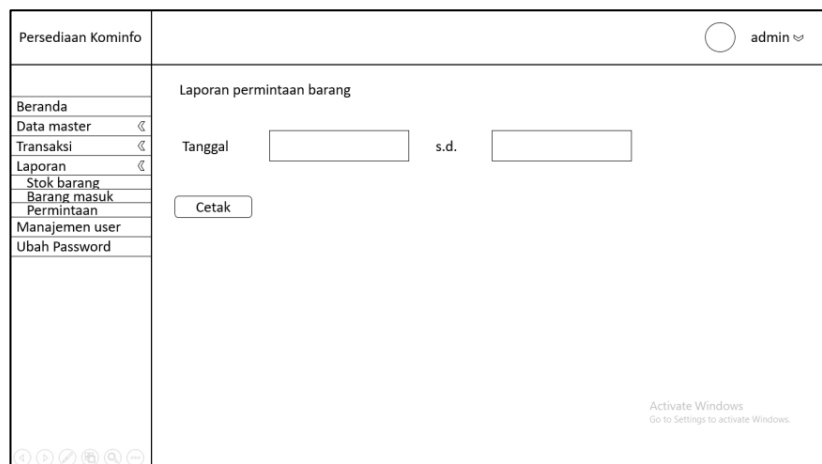 Persediaan Kominfo
admin
Laporan permintaan barang
Beranda
Data master
Transaksi
Laporan
Stok barang
Barang masuk
Permintaan
Manajemen user
Ubah Password
Tanggal
s.d.
Cetak
Activate Windows
Go to Settings to activate Windows.